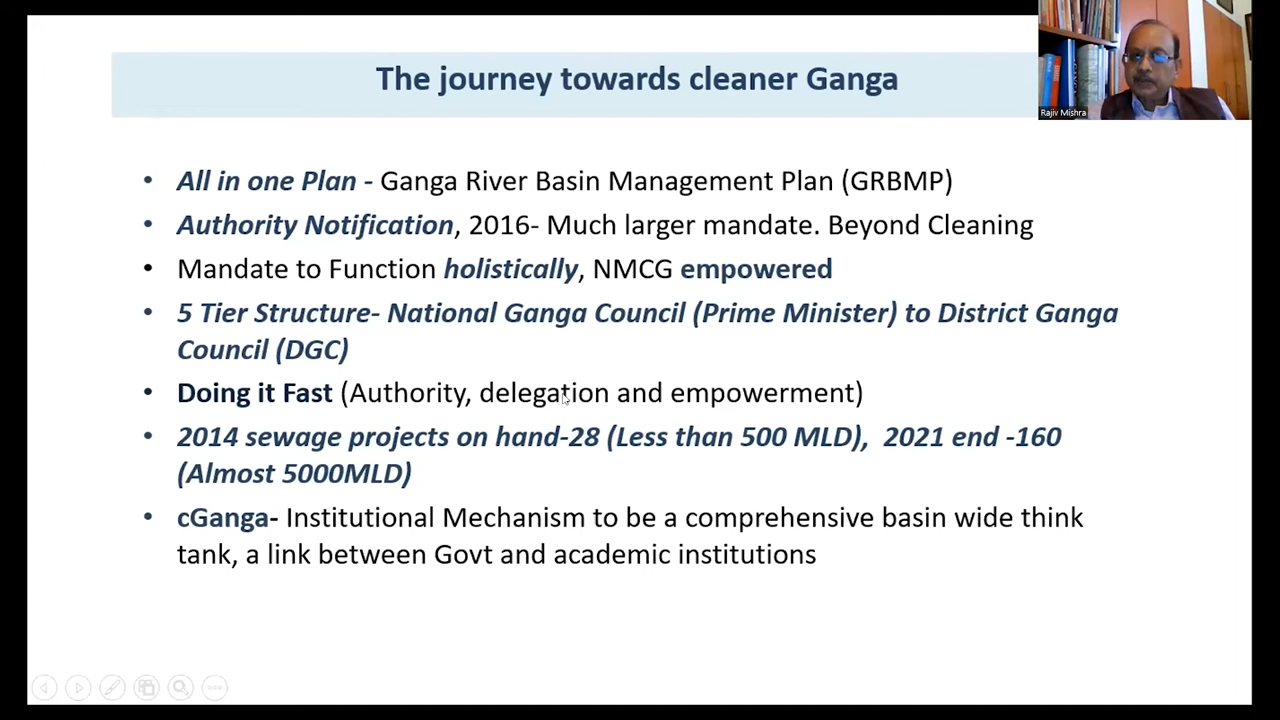 The journey towards cleaner Ganga
Rajiv Mishra
• All in one Plan - Ganga River Basin Management Plan (GRBMP)
• Authority Notification, 2016- Much larger mandate. Beyond Cleaning
• Mandate to Function holistically, NMCG empowered
• 5 Tier Structure- National Ganga Council (Prime Minister) to District Ganga
Council (DGC)
• Doing it Fast (Authority, delegation and empowerment)
• 2014 sewage projects on hand-28 (Less than 500 MLD), 2021 end -160
(Almost 5000MLD)
• cGanga- Institutional Mechanism to be a comprehensive basin wide think
tank, a link between Govt and academic institutions